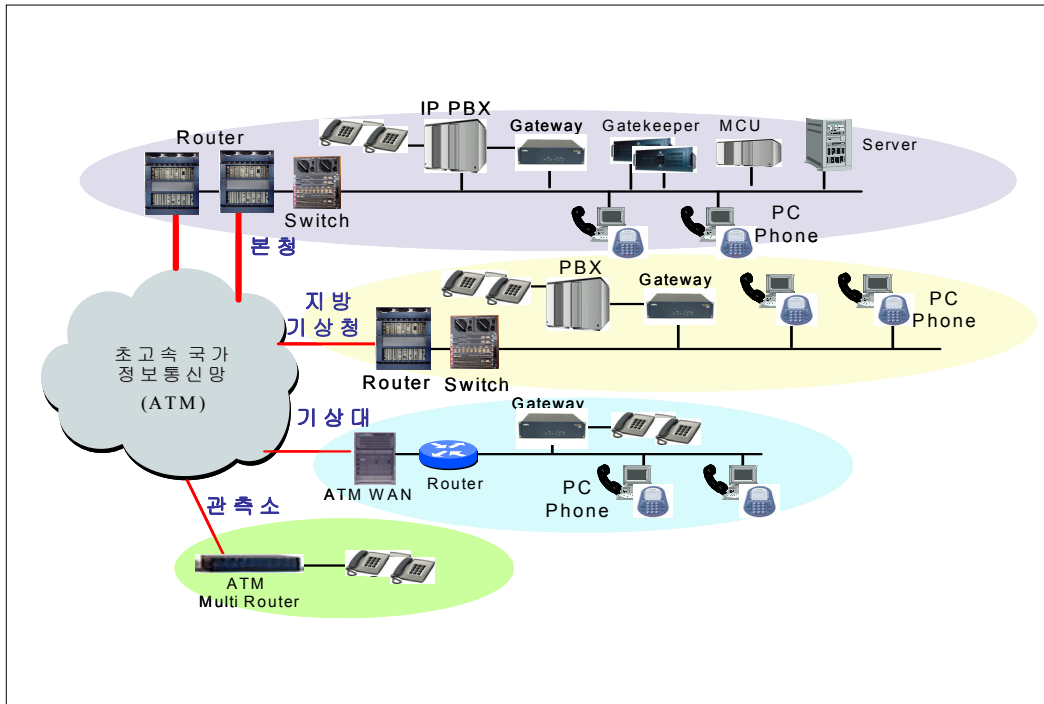 IP PBX
Router
Gateway
Gatekeeper
MCU
Server
Switch
PC
Phone
본청
PBX
Gateway
PC
Phone
지방
기상청
Router
Switch
초고속 국가
정보통신망
(ATM)
기상대
Gateway
ATM WAN
Router
PC
Phone
관측소
ATM
Multi Router